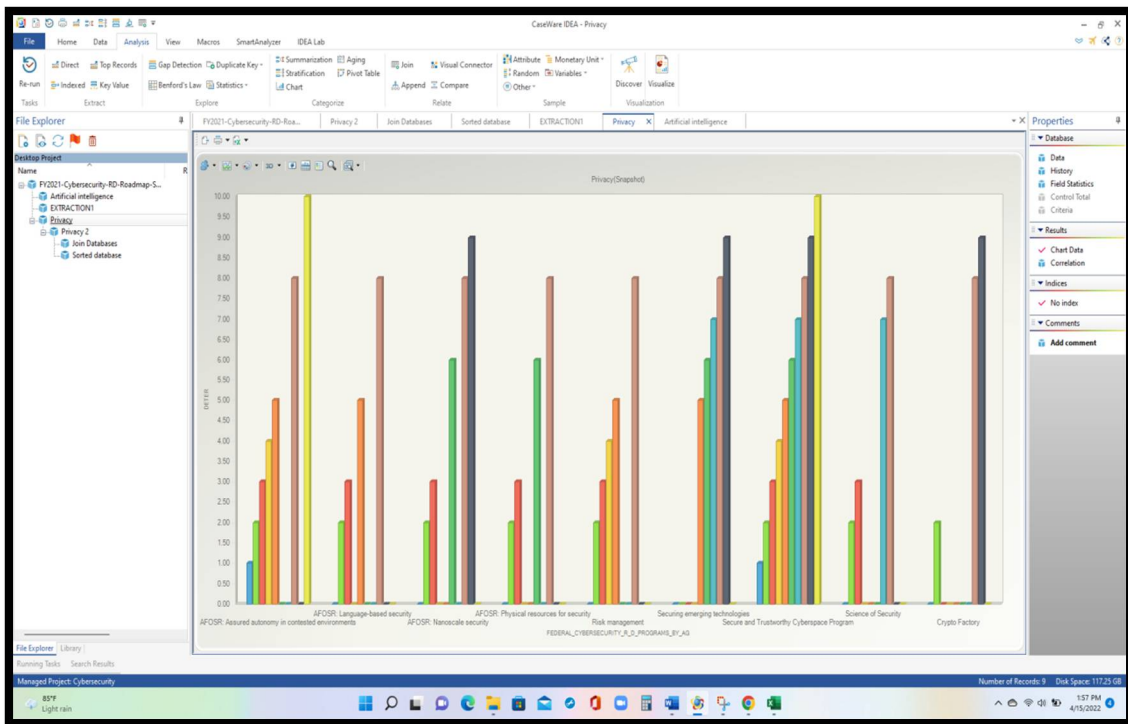 CaseWare IDEA - Privacy
File Home Data Analysis View Macros SmartAnalyzer IDEA Lab
Re-run
Tasks
Direct Top Records
Indexed Key Value
Extract
Gap Detection Duplicate Key
Benford's Law Statistics
Explore
Summarization Aging
Stratification Pivot Table
Chart
Categorize
Join Visual Connector
Append Compare
Relate
Attribute Monetary Unit
Random Variables
Other
Sample
Discover Visualize
Visualization
File Explorer
Desktop Project
Name R
FY2021-Cybersecurity-RD-Roadmap-S...
Artificial intelligence
EXTRACTION1
Privacy
Privacy 2
Join Databases
Sorted database
File Explorer Library
Running Tasks Search Results
FY2021-Cybersecurity-RD-Roa... Privacy 2 Join Databases Sorted database EXTRACTION1 Privacy X Artificial intelligence
Privacy(Snapshot)
10.00
9.50
9.00
8.50
8.00
7.50
7.00
6.50
6.00
5.50
5.00
4.50
4.00
3.50
3.00
2.50
2.00
1.50
1.00
0.50
0.00
DETER
AFOSR: Language-based security AFOSR: Physical resources for security Securing emerging technologies Science of Security
AFOSR: Assured autonomy in contested environments AFOSR: Nanoscale security Risk management Secure and Trustworthy Cyberspace Program Crypto Factory
FEDERAL_CYBERSECURITY_R_D_PROGRAMS_BY_AG
Properties
Database
Data
History
Field Statistics
Control Total
Criteria
Results
Chart Data
Correlation
Indices
No index
Comments
Add comment
Managed Project: Cybersecurity Number of Records: 9 Disk Space: 117.25 GB
85°F
Light rain
1:57 PM
4/15/2022